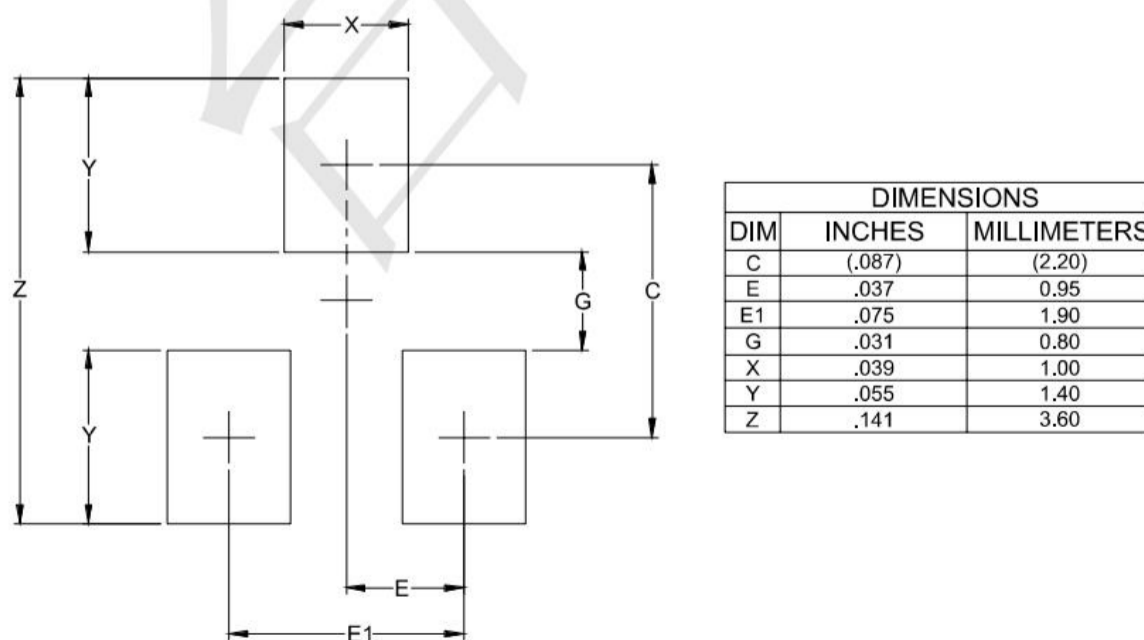 X
Y
Z
G
C
Y
E
E1
DIMENSIONS
DIM INCHES MILLIMETERS
C (.087) (2.20)
E .037 0.95
E1 .075 1.90
G .031 0.80
X .039 1.00
Y .055 1.40
Z .141 3.60